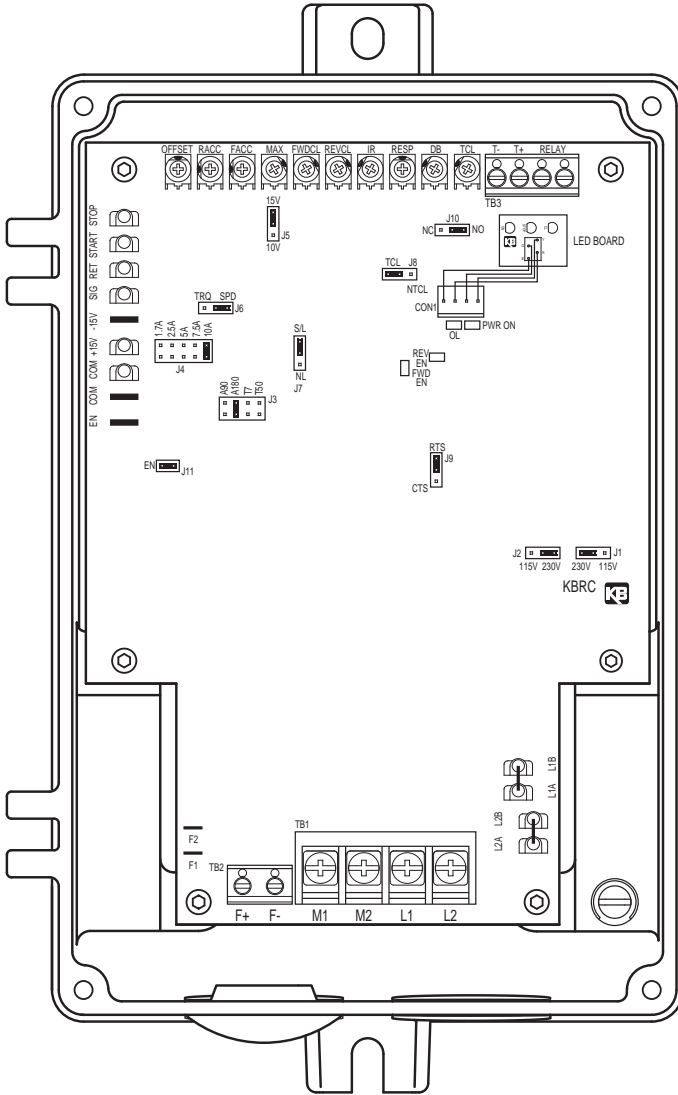 OFFSET RACC FACC MAX FWDCL REVCL IR RESP DB TCL T- T+ RELAY
TB3
STOP
START
RET
SIG
-15V
+15V
COM
COM
EN
15V
J5
10V
J10
NC NO
KB
LED BOARD
TCL J8
NTCL
CON1
OL
PWR ON
TRQ SPD
J6
1.7A
2.5A
5A
7.5A
10A
J4
S/L
NL
J7
REV
EN
FWD
EN
A90
A180
T7
T50
J3
EN
J11
RTS
J9
CTS
J2 J1
115V 230V 230V 115V
KBRC KB
L1B
L1A
L2B
L2A
F2
F1
TB2
TB1
F+ F- M1 M2 L1 L2